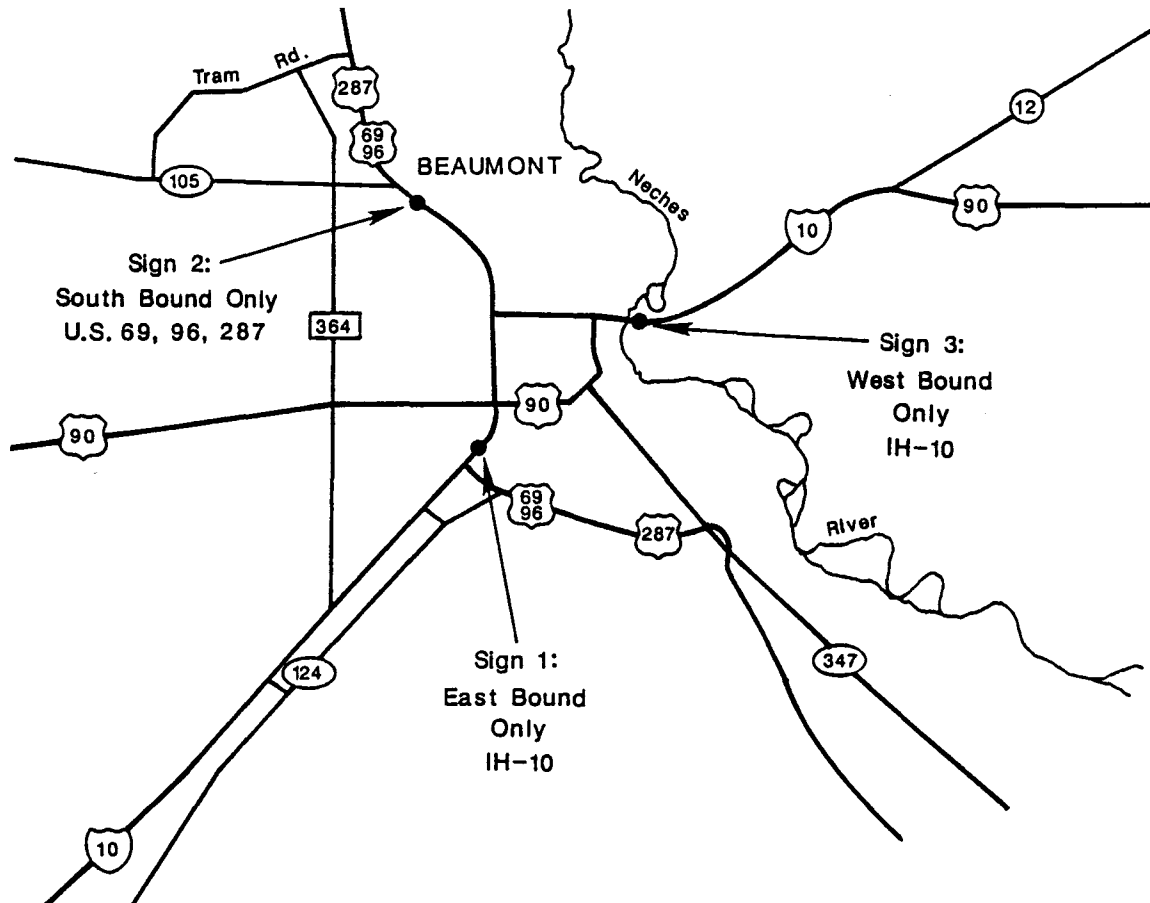 Tram Rd.
287
69
96
12
BEAUMONT
105
Neches
90
10
Sign 2:
South Bound Only
U.S. 69, 96, 287
364
Sign 3:
West Bound
Only
IH-10
90
90
69
96
287
River
124
347
Sign 1:
East Bound
Only
IH-10
10